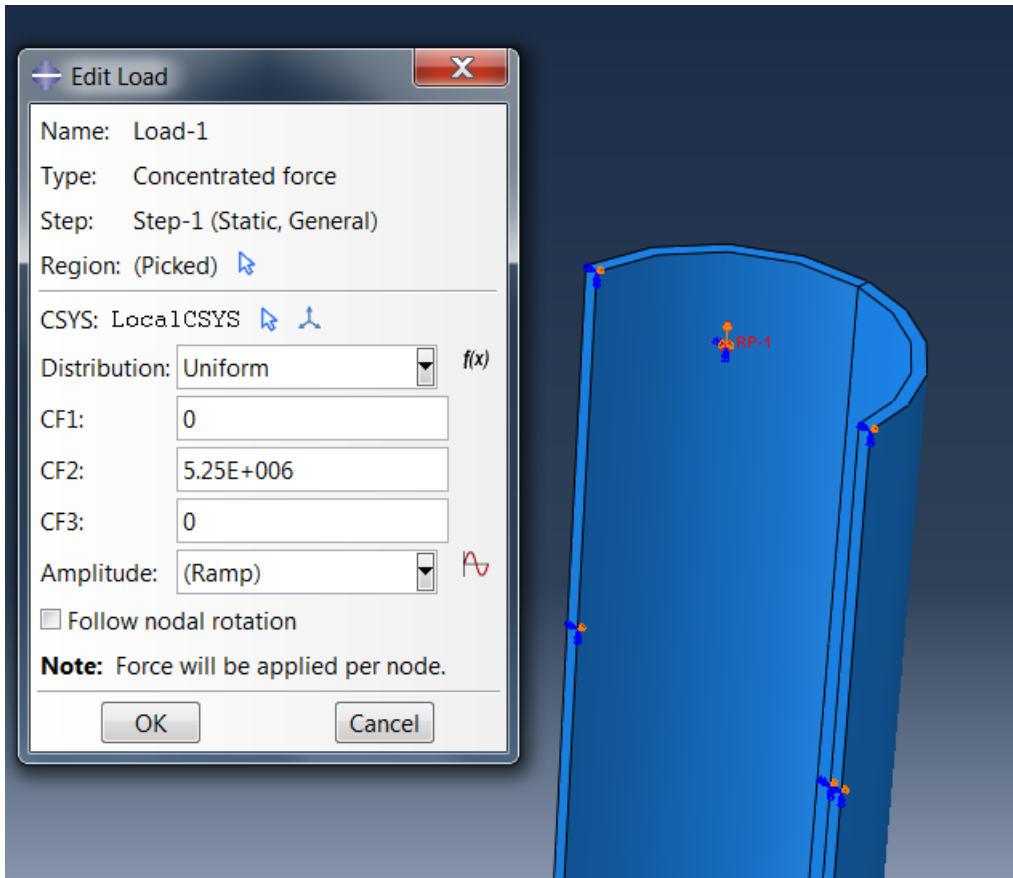 Edit Load
Name: Load-1
Type: Concentrated force
Step: Step-1 (Static, General)
Region: (Picked)
CSYS: LocalCSYS
Distribution: Uniform f(x)
CF1: 0
CF2: 5.25E+006
CF3: 0
Amplitude: (Ramp)
Follow nodal rotation
Note: Force will be applied per node.
OK Cancel
RP-1